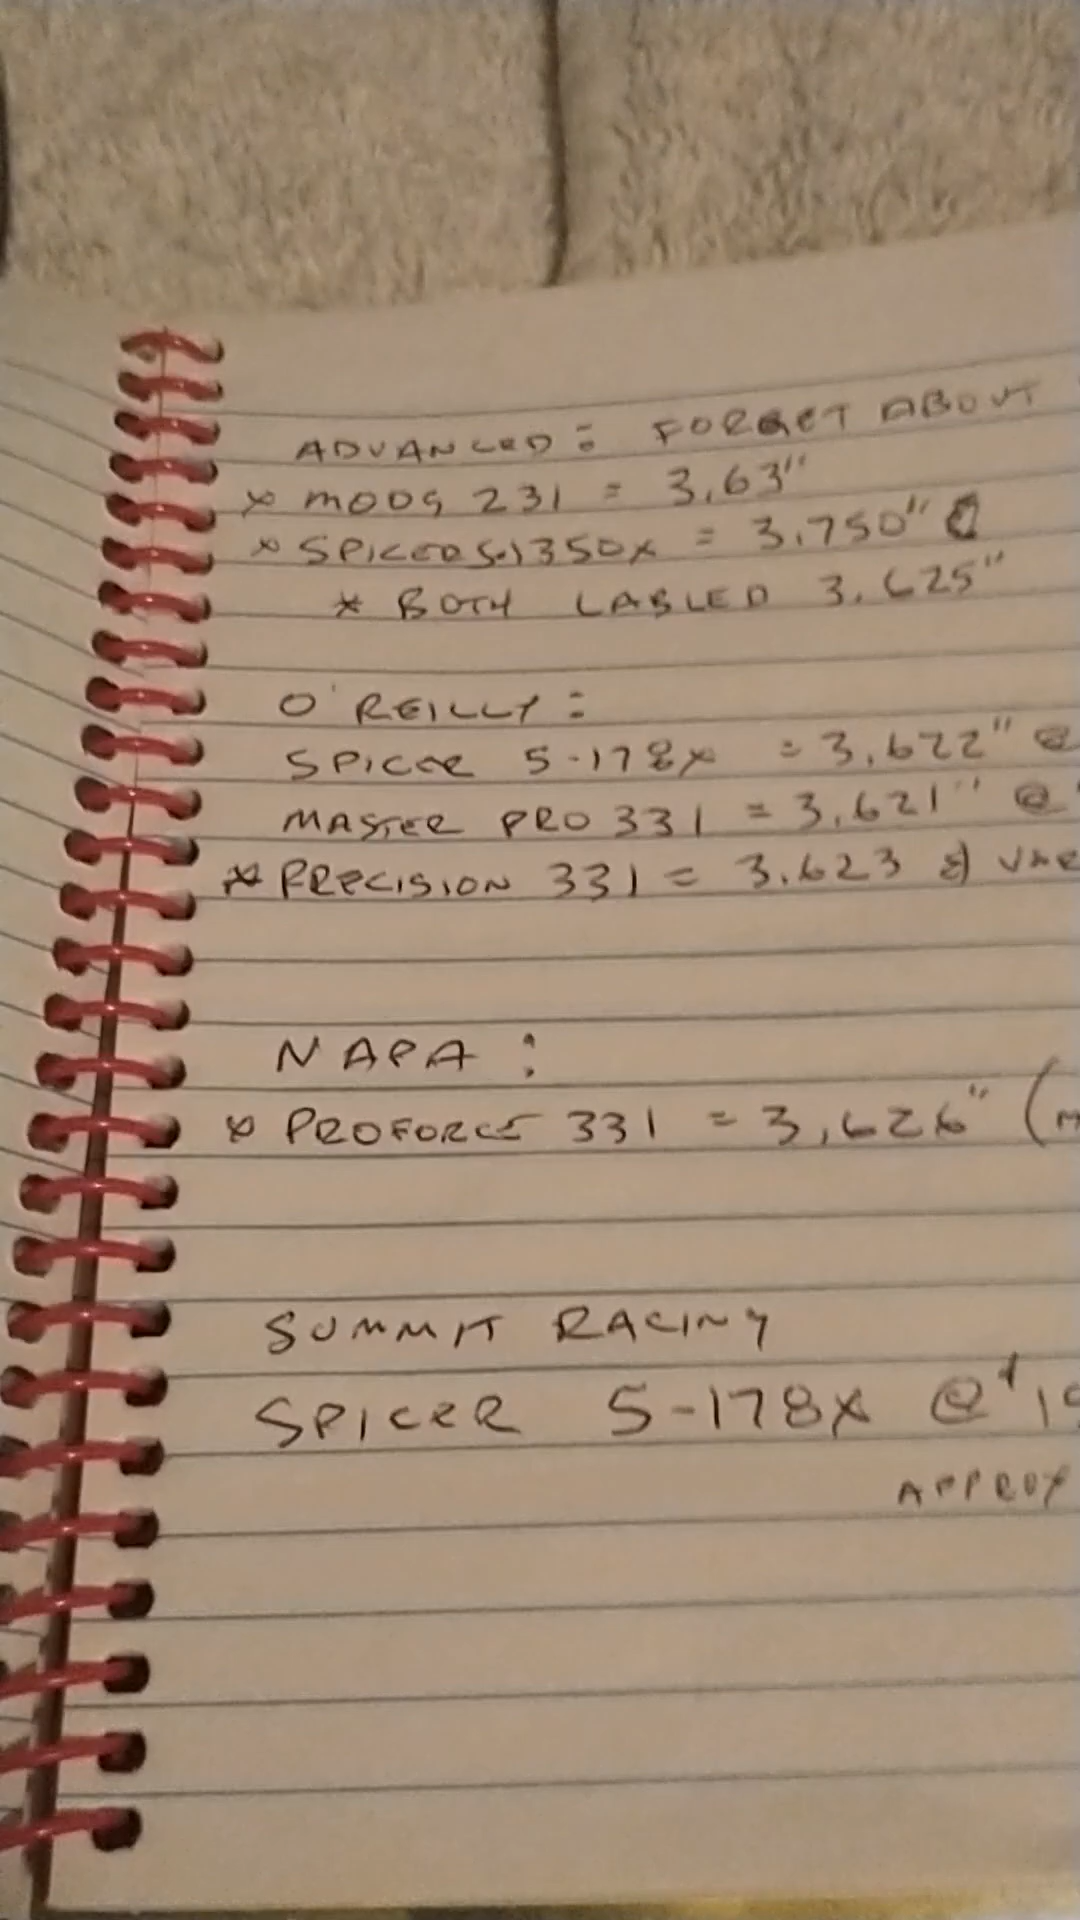 ADVANCED: FORGET ABOUT
* MOOG 231 = 3.63"
* SPICER 5-1350X = 3.750"
* BOTH LABLED 3.625"
O'REILLY:
SPICER 5-178X = 3.622" @
MASTER PRO 331 = 3.621" @
* PRECISION 331 = 3.623
NAPA:
* PROFORCE 331 = 3.626" (
SUMMIT RACING
SPICER 5-178X @ $19
APPROX